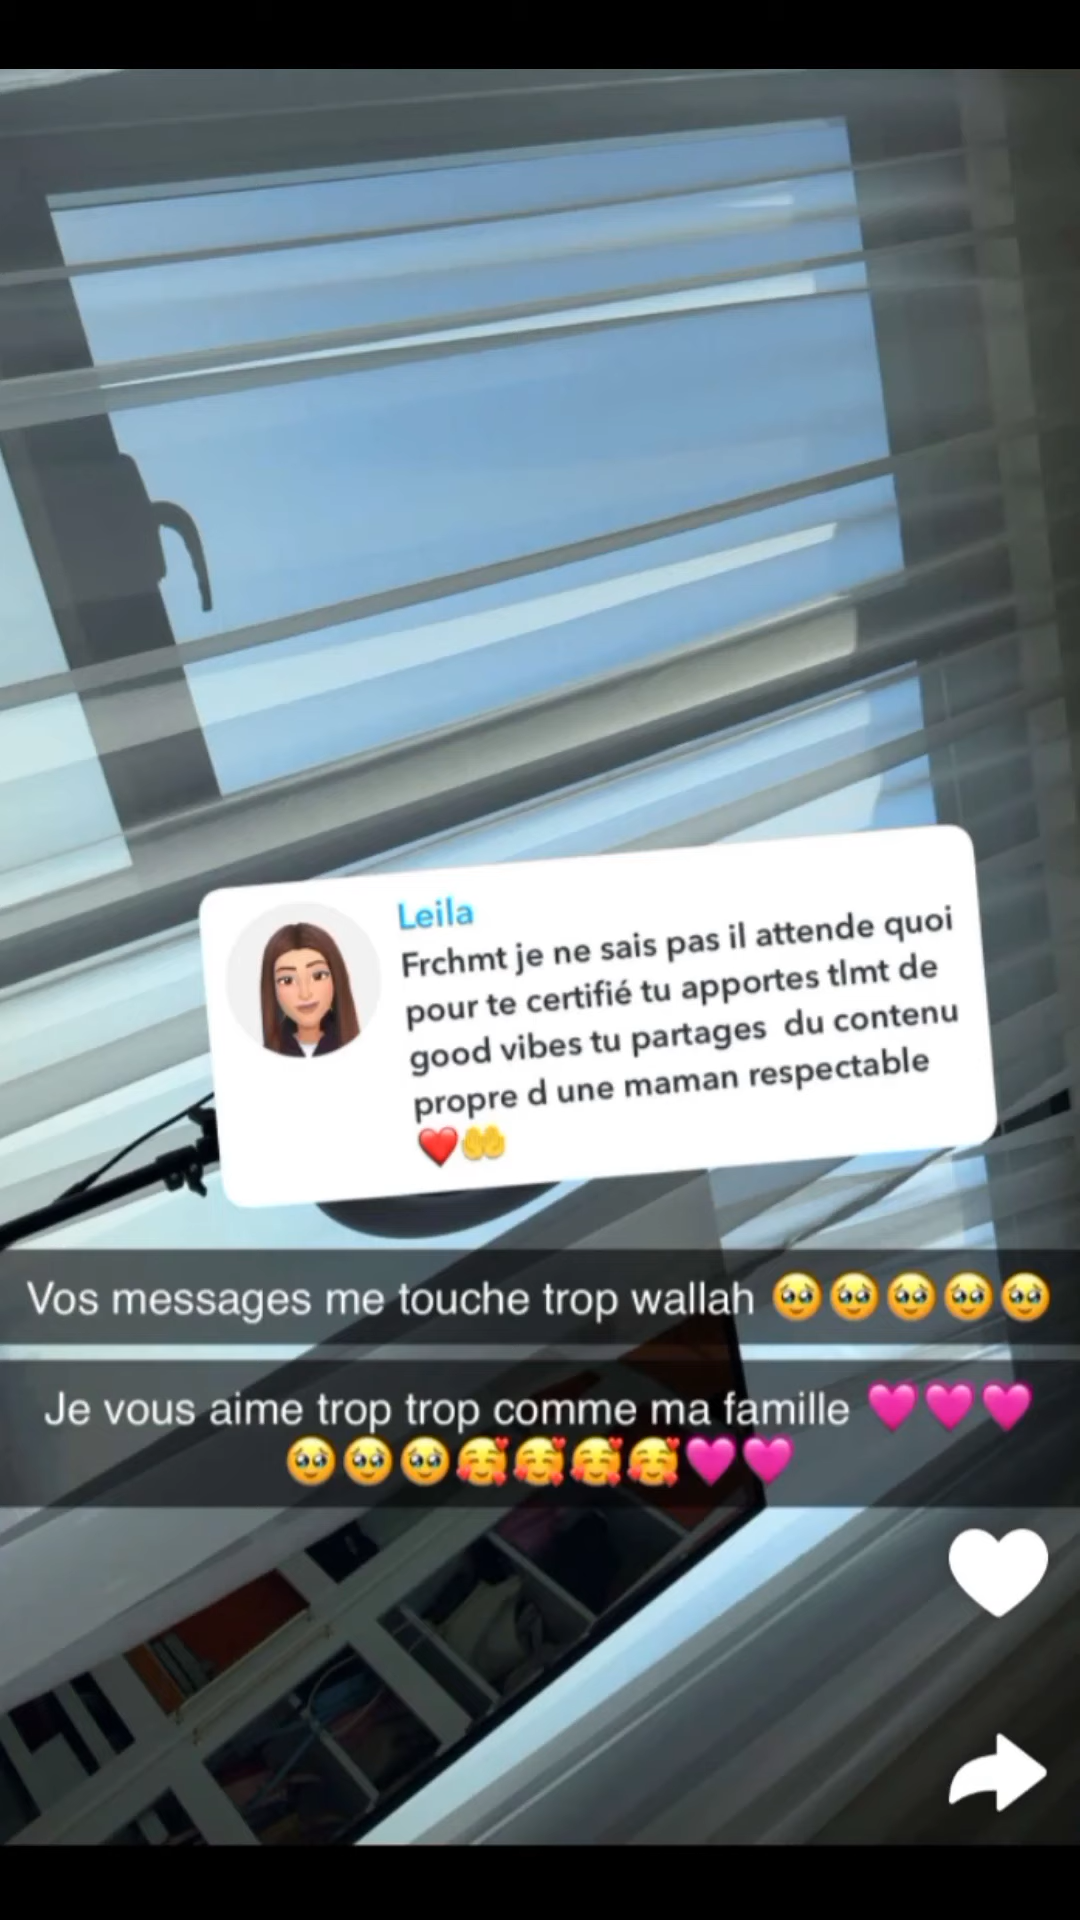 Leila
Frchmt je ne sais pas il attende quoi
pour te certifié tu apportes tlmt de
good vibes tu partages  du contenu
propre d une maman respectable
❤️🤲
Vos messages me touche trop wallah 🥹🥹🥹🥹🥹
Je vous aime trop trop comme ma famille 💗💗💗
🥹🥹🥹🥰🥰🥰🥰💗💗